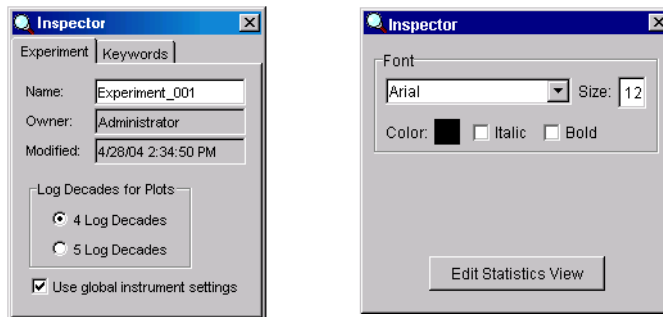 Inspector
Experiment Keywords
Name: Experiment_001
Owner: Administrator
Modified: 4/28/04 2:34:50 PM
Log Decades for Plots
4 Log Decades
5 Log Decades
Use global instrument settings
Inspector
Font
Arial Size: 12
Color: Italic Bold
Edit Statistics View